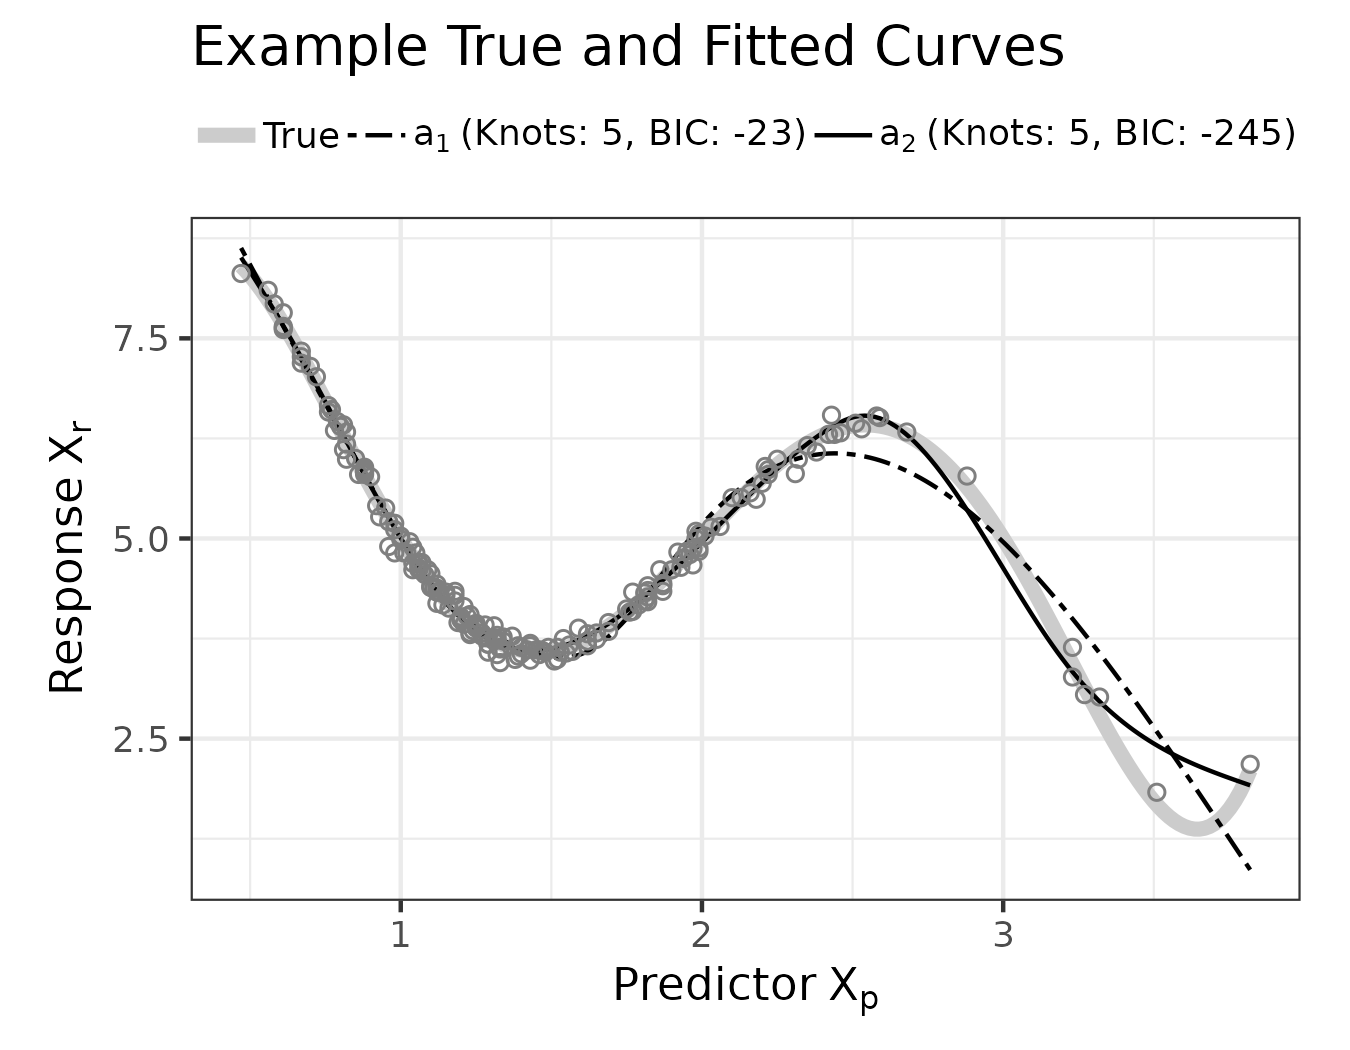 Example True and Fitted Curves
True a₁ (Knots: 5, BIC: -23) a₂ (Knots: 5, BIC: -245)
7.5
5.0
2.5
Response Xᵣ
1 2 3
Predictor Xₚ